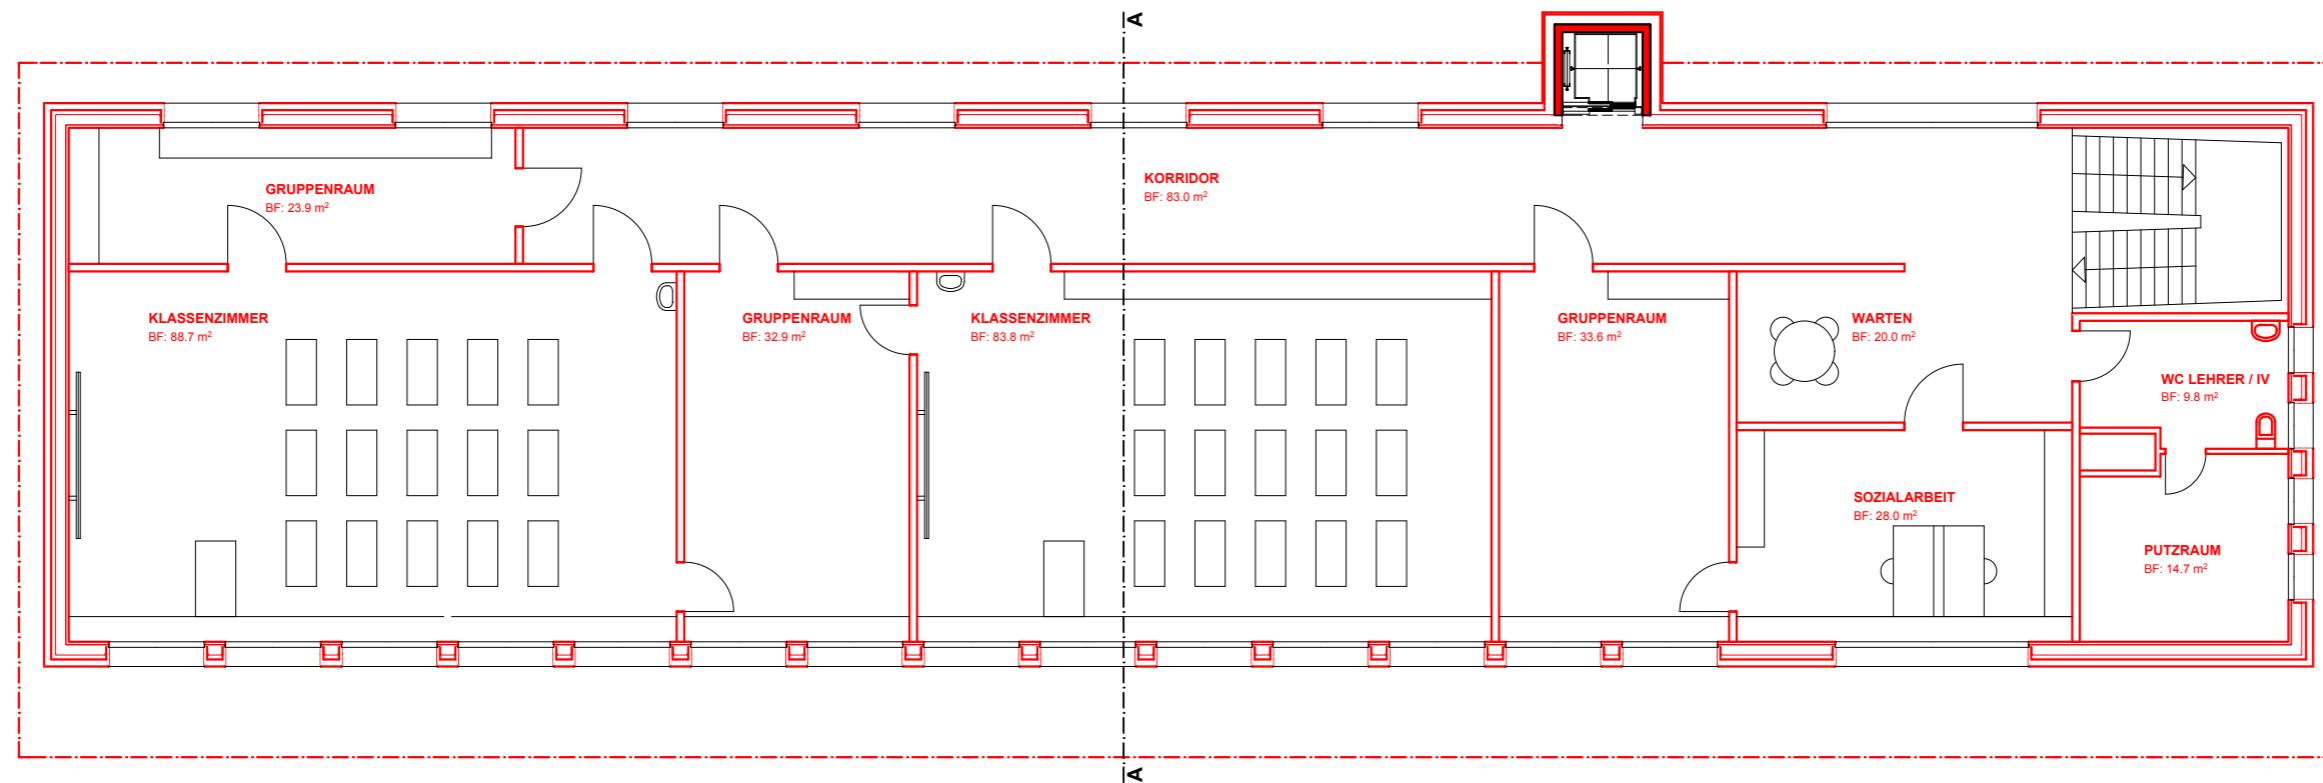 A
KORRIDOR
BF: 83.0 m²
GRUPPENRAUM
BF: 23.9 m²
KLASSENZIMMER
BF: 88.7 m²
GRUPPENRAUM
BF: 32.9 m²
KLASSENZIMMER
BF: 83.8 m²
GRUPPENRAUM
BF: 33.6 m²
WARTEN
BF: 20.0 m²
WC LEHRER / IV
BF: 9.8 m²
SOZIALARBEIT
BF: 28.0 m²
PUTZRAUM
BF: 14.7 m²
A